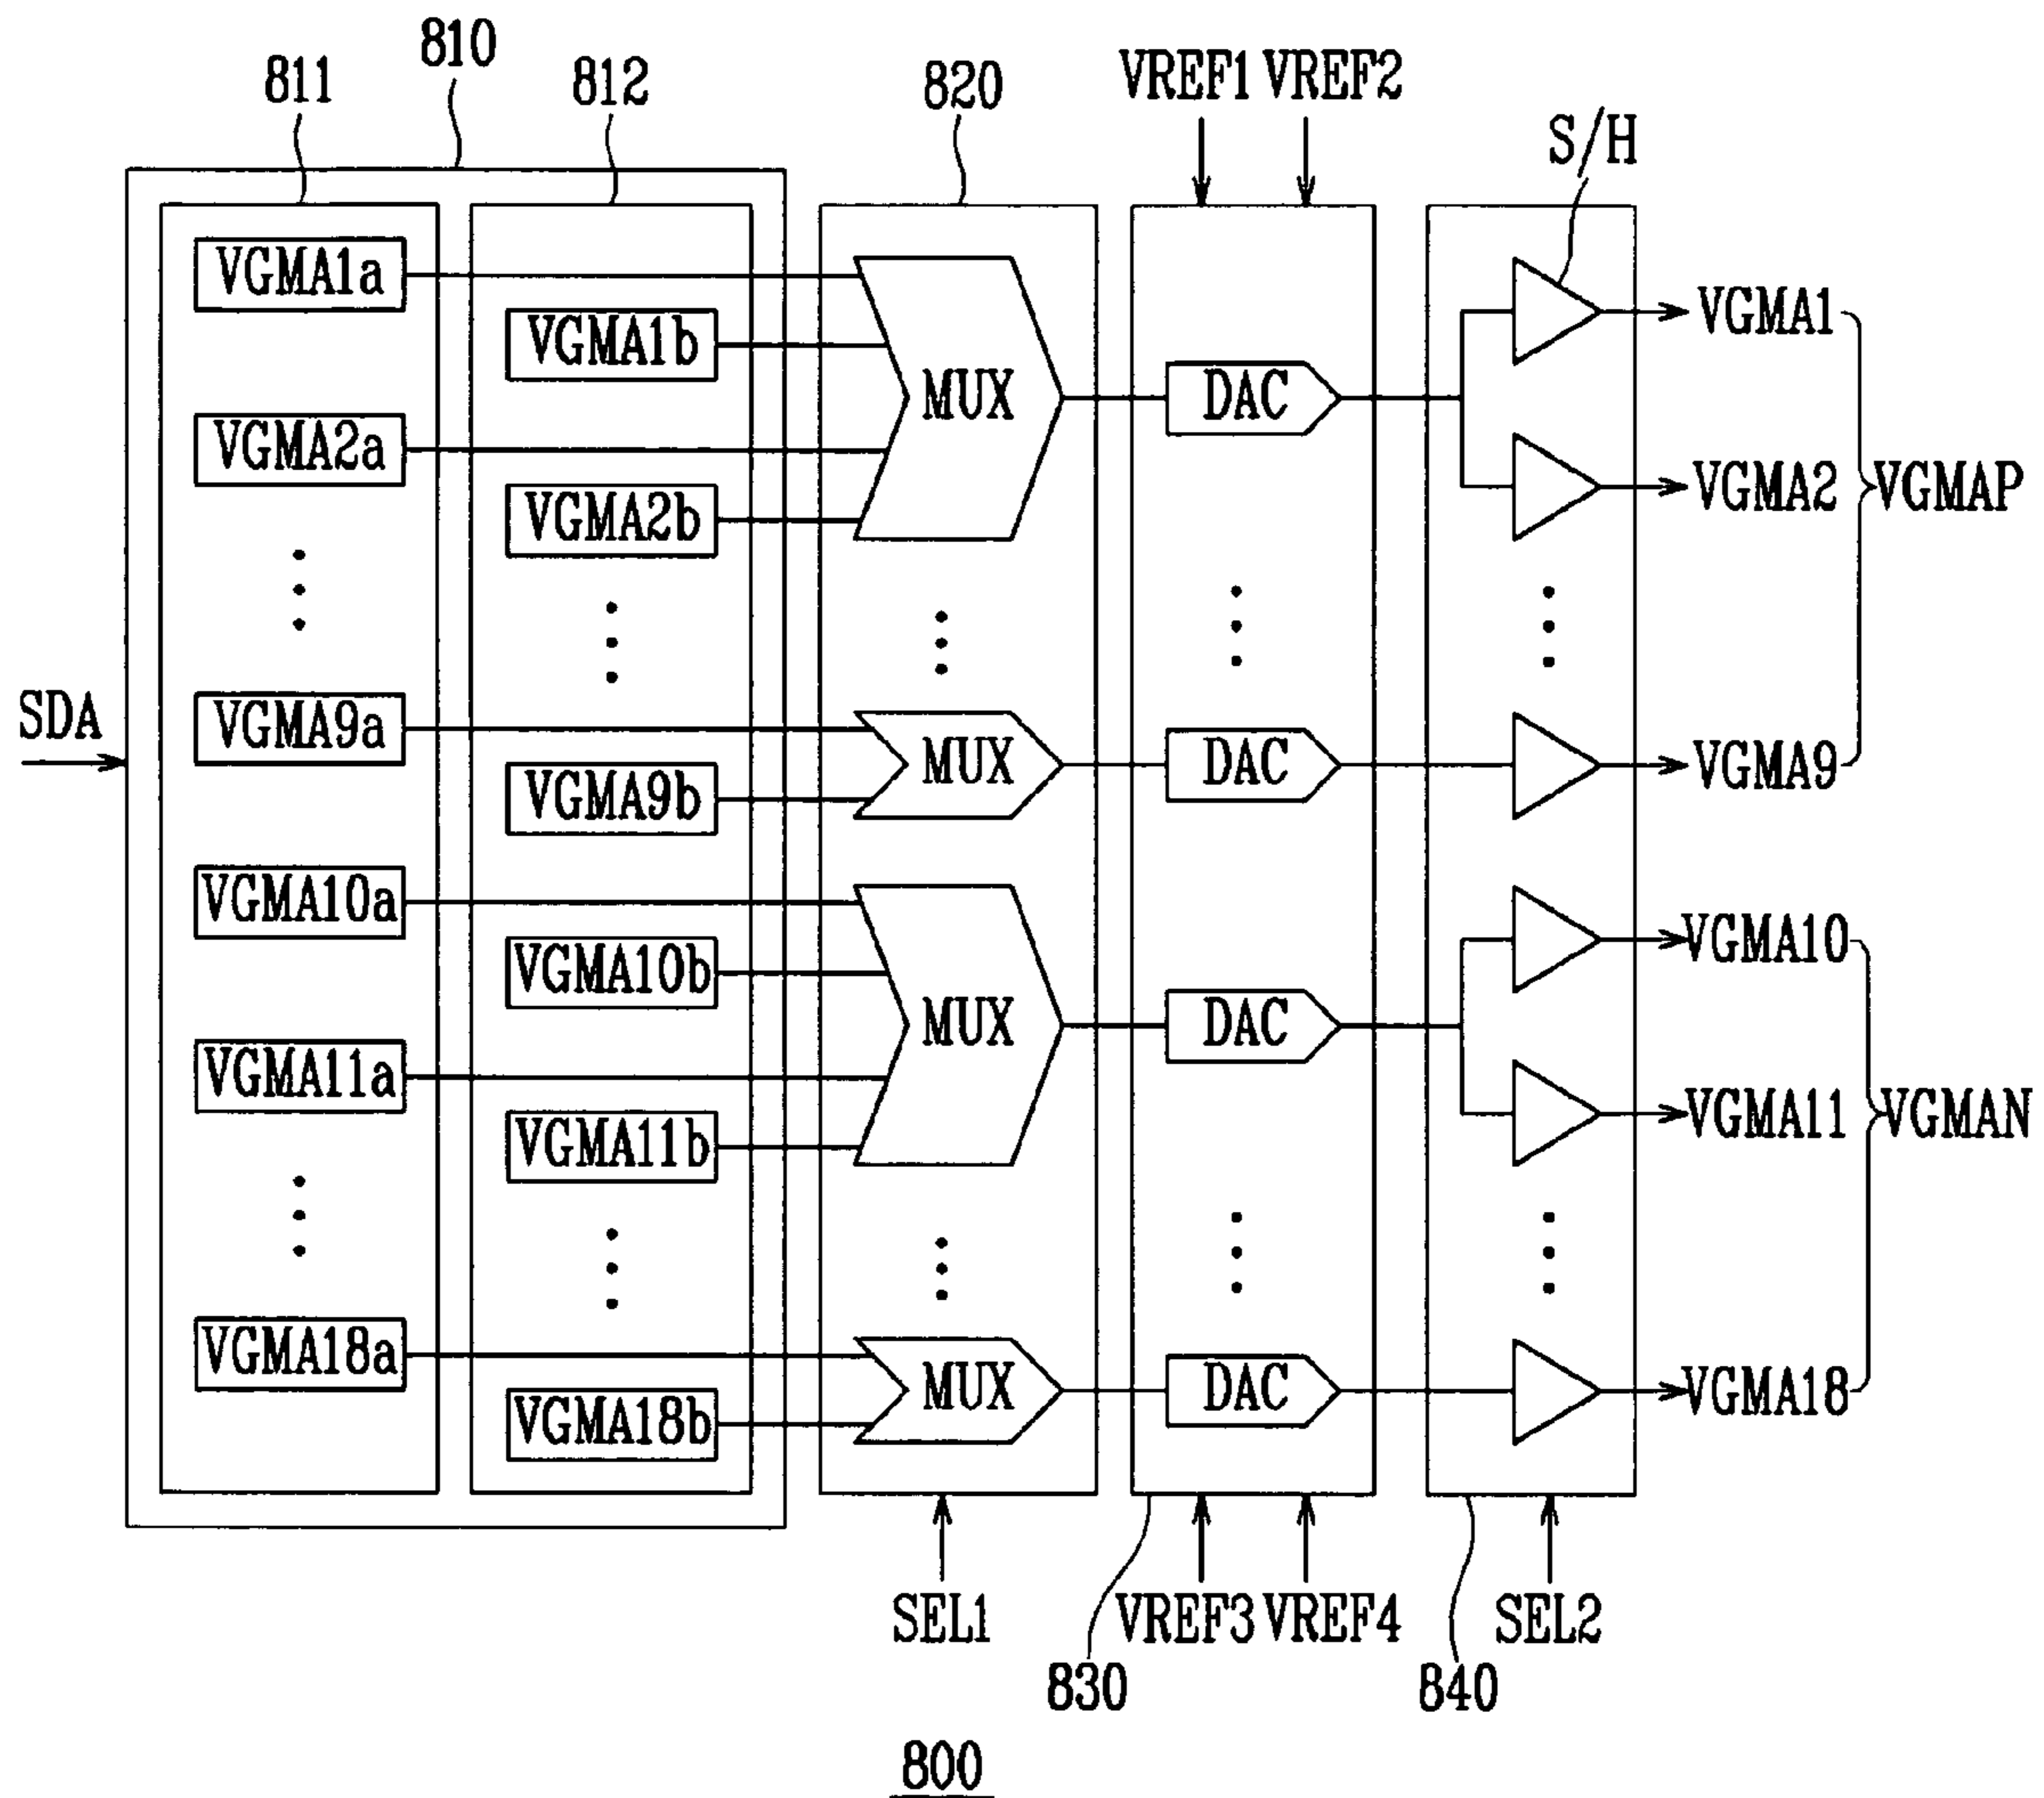 810
811
812
820
VREF1 VREF2
S/H
VGMA1a
VGMA1b
VGMA2a
VGMA2b
VGMA9a
VGMA9b
VGMA10a
VGMA10b
VGMA11a
VGMA11b
VGMA18a
VGMA18b
SDA
MUX
MUX
MUX
MUX
DAC
DAC
DAC
DAC
VGMA1
VGMA2
VGMA9
VGMAP
VGMA10
VGMA11
VGMA18
VGMAN
SEL1
VREF3 VREF4
SEL2
830
840
800